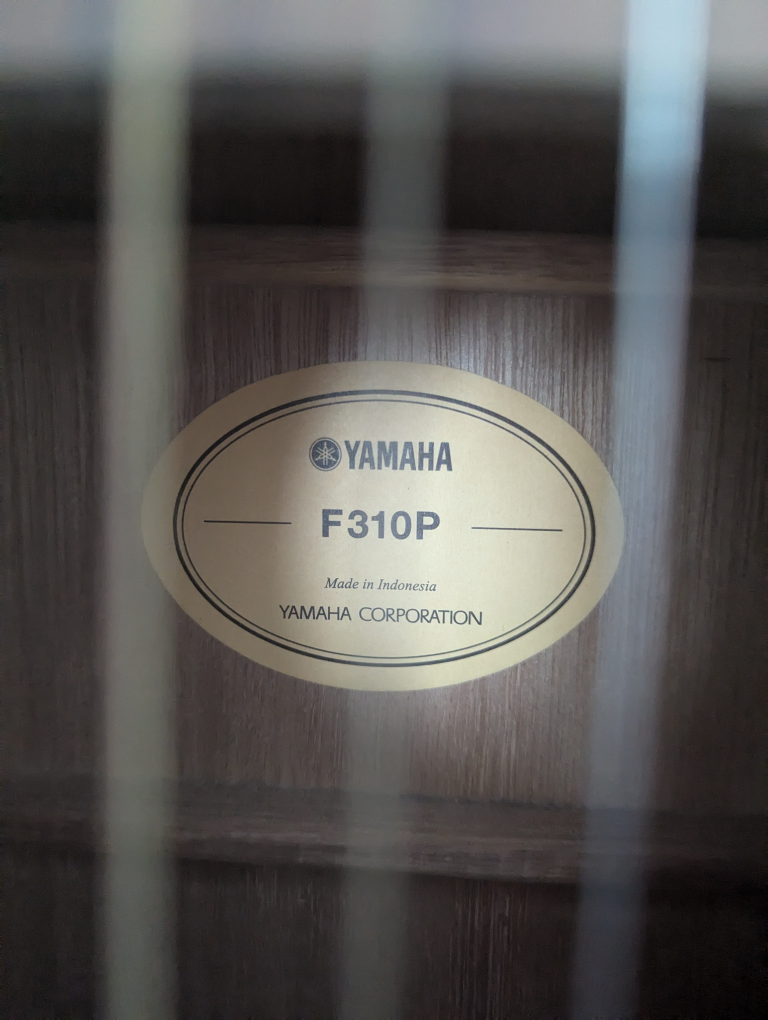 YAMAHA
F310P
Made in Indonesia
YAMAHA CORPORATION